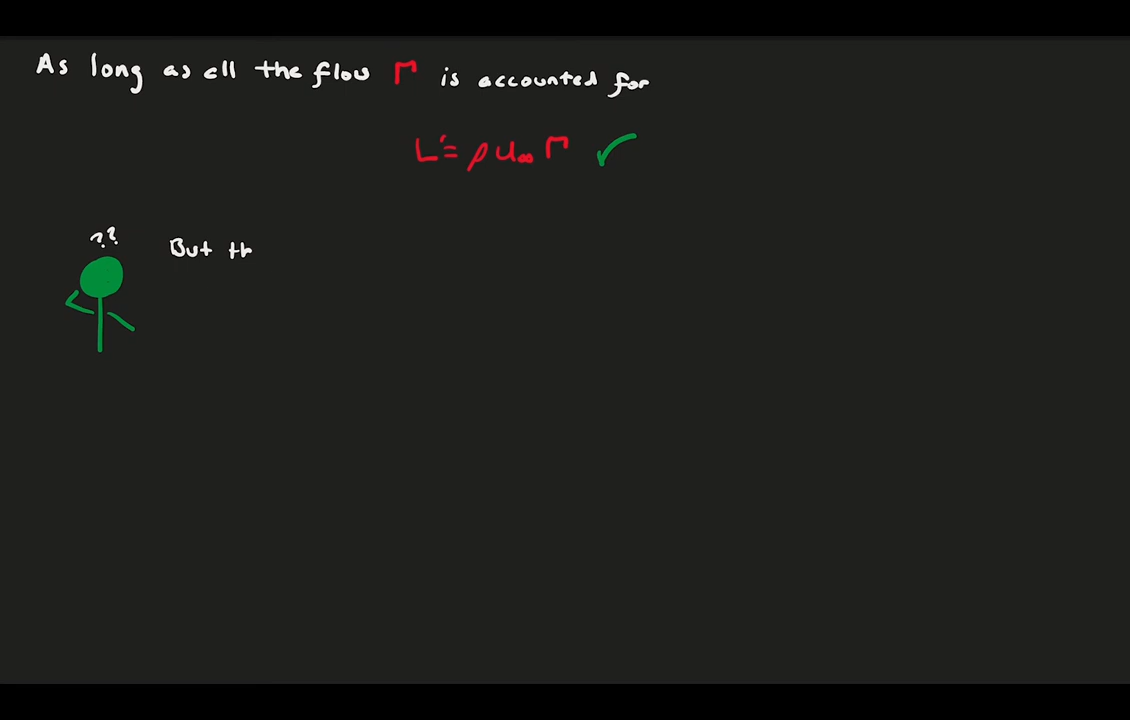 As long as all the flow Γ is accounted for
L' = ρ u∞ Γ ✓
??
But th